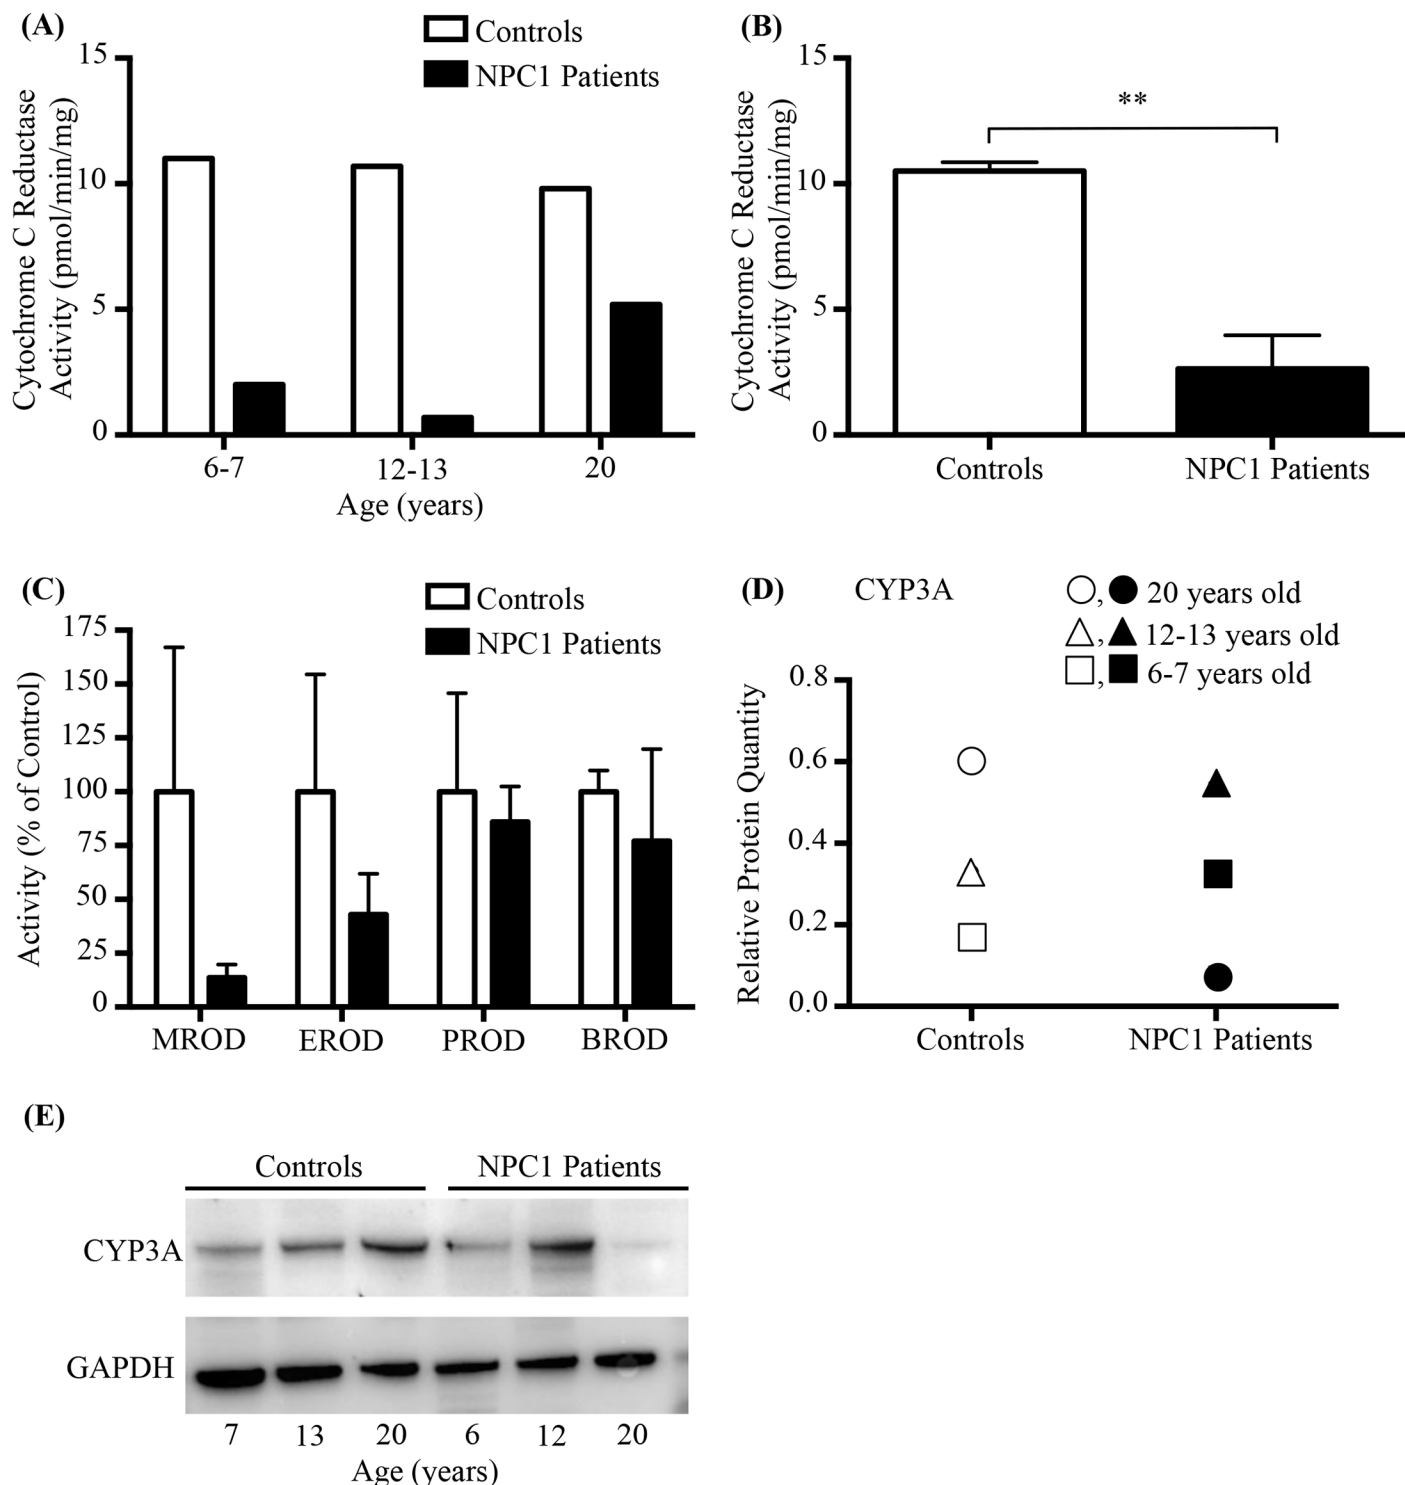 (A)
Controls
NPC1 Patients
Cytochrome C Reductase
Activity (pmol/min/mg)
15
10
5
0
6-7
12-13
20
Age (years)
(B)
**
Cytochrome C Reductase
Activity (pmol/min/mg)
15
10
5
0
Controls
NPC1 Patients
(C)
Controls
NPC1 Patients
Activity (% of Control)
175
150
125
100
75
50
25
0
MROD
EROD
PROD
BROD
(D)
CYP3A
, 20 years old
, 12-13 years old
, 6-7 years old
Relative Protein Quantity
0.8
0.6
0.4
0.2
0.0
Controls
NPC1 Patients
(E)
Controls
NPC1 Patients
CYP3A
GAPDH
7 13 20 6 12 20
Age (years)